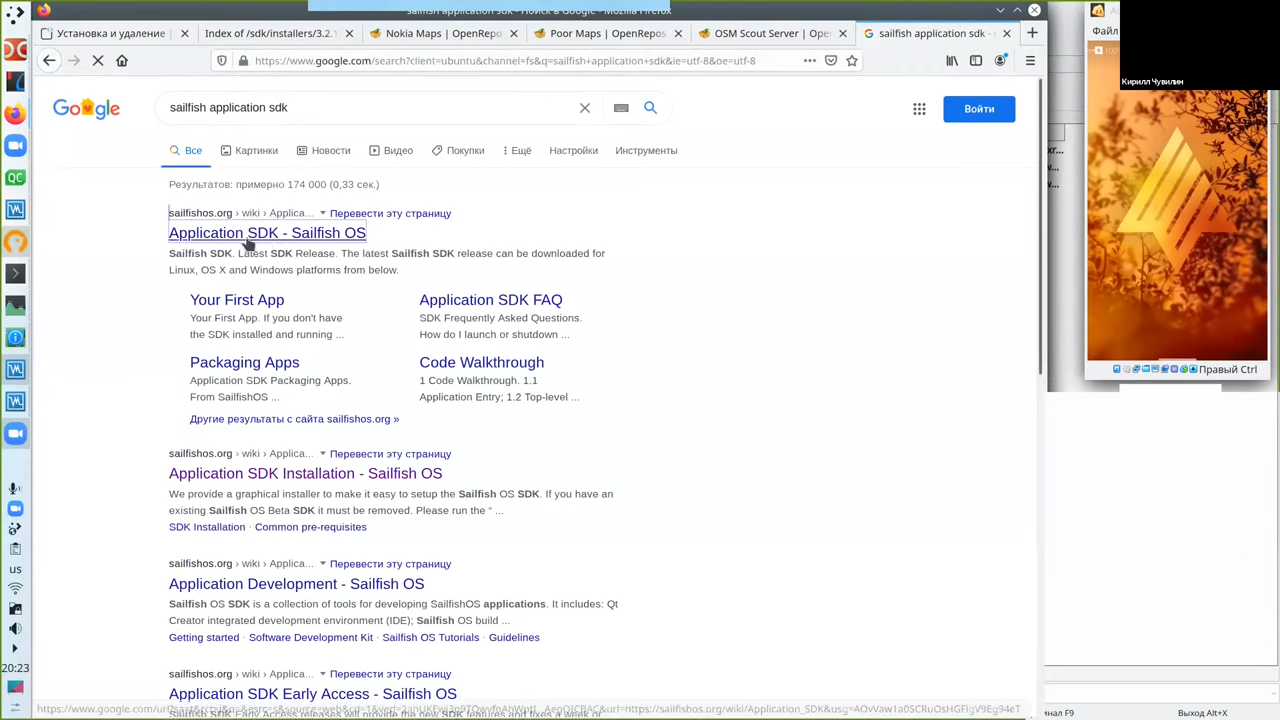 sailfish application sdk - Поиск в Google - Mozilla Firefox
Установка и удаление
Index of /sdk/installers/3.2.
Nokia Maps | OpenRepo
Poor Maps | OpenRepos
OSM Scout Server | Open
sailfish application sdk -
https://www.google.com/search?client=ubuntu&channel=fs&q=sailfish+application+sdk&ie=utf-8&oe=utf-8
Файл
Кирилл Чувилин
Google
sailfish application sdk
Войти
Все
Картинки
Новости
Видео
Покупки
Ещё
Настройки
Инструменты
Результатов: примерно 174 000 (0,33 сек.)
sailfishos.org › wiki › Applica... Перевести эту страницу
Application SDK - Sailfish OS
Sailfish SDK. Latest SDK Release. The latest Sailfish SDK release can be downloaded for
Linux, OS X and Windows platforms from below.
Your First App
Your First App. If you don't have
the SDK installed and running ...
Application SDK FAQ
SDK Frequently Asked Questions.
How do I launch or shutdown ...
Packaging Apps
Application SDK Packaging Apps.
From SailfishOS ...
Code Walkthrough
1 Code Walkthrough. 1.1
Application Entry; 1.2 Top-level ...
Другие результаты с сайта sailfishos.org »
sailfishos.org › wiki › Applica... Перевести эту страницу
Application SDK Installation - Sailfish OS
We provide a graphical installer to make it easy to setup the Sailfish OS SDK. If you have an
existing Sailfish OS Beta SDK it must be removed. Please run the “ ...
SDK Installation · Common pre-requisites
sailfishos.org › wiki › Applica... Перевести эту страницу
Application Development - Sailfish OS
Sailfish OS SDK is a collection of tools for developing SailfishOS applications. It includes: Qt
Creator integrated development environment (IDE); Sailfish OS build ...
Getting started · Software Development Kit · Sailfish OS Tutorials · Guidelines
sailfishos.org › wiki › Applica... Перевести эту страницу
Application SDK Early Access - Sailfish OS
QC
us
20:23
Правый Ctrl
инал F9
Выход Alt+X